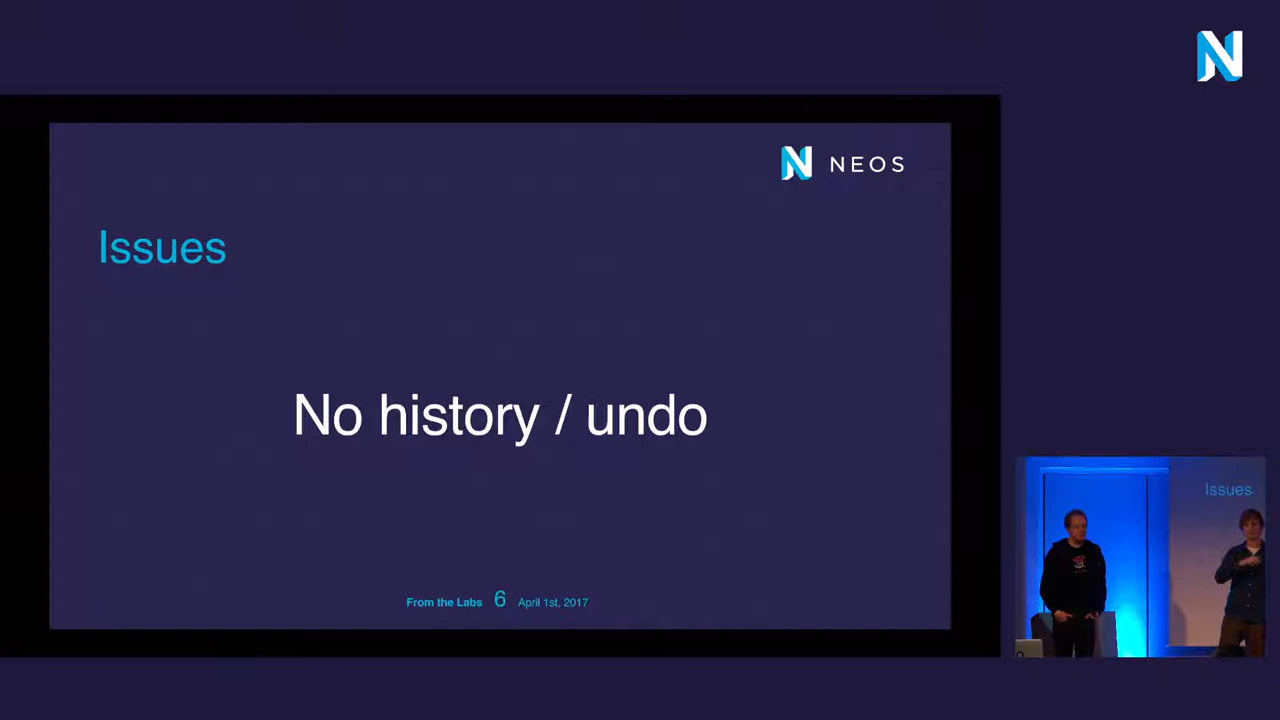 NEOS
Issues
No history / undo
From the Labs 6 April 1st, 2017
Issues